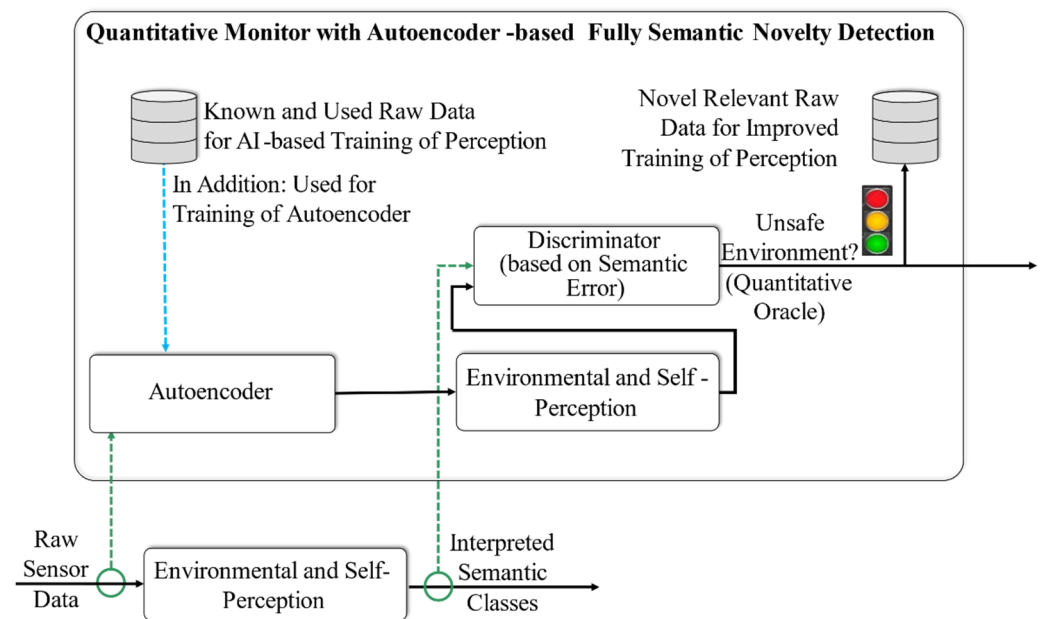 Quantitative Monitor with Autoencoder -based Fully Semantic Novelty Detection
Known and Used Raw Data
for AI-based Training of Perception
In Addition: Used for
Training of Autoencoder
Novel Relevant Raw
Data for Improved
Training of Perception
Discriminator
(based on Semantic
Error)
Unsafe
Environment?
(Quantitative
Oracle)
Autoencoder
Environmental and Self -
Perception
Raw
Sensor
Data
Environmental and Self-
Perception
Interpreted
Semantic
Classes